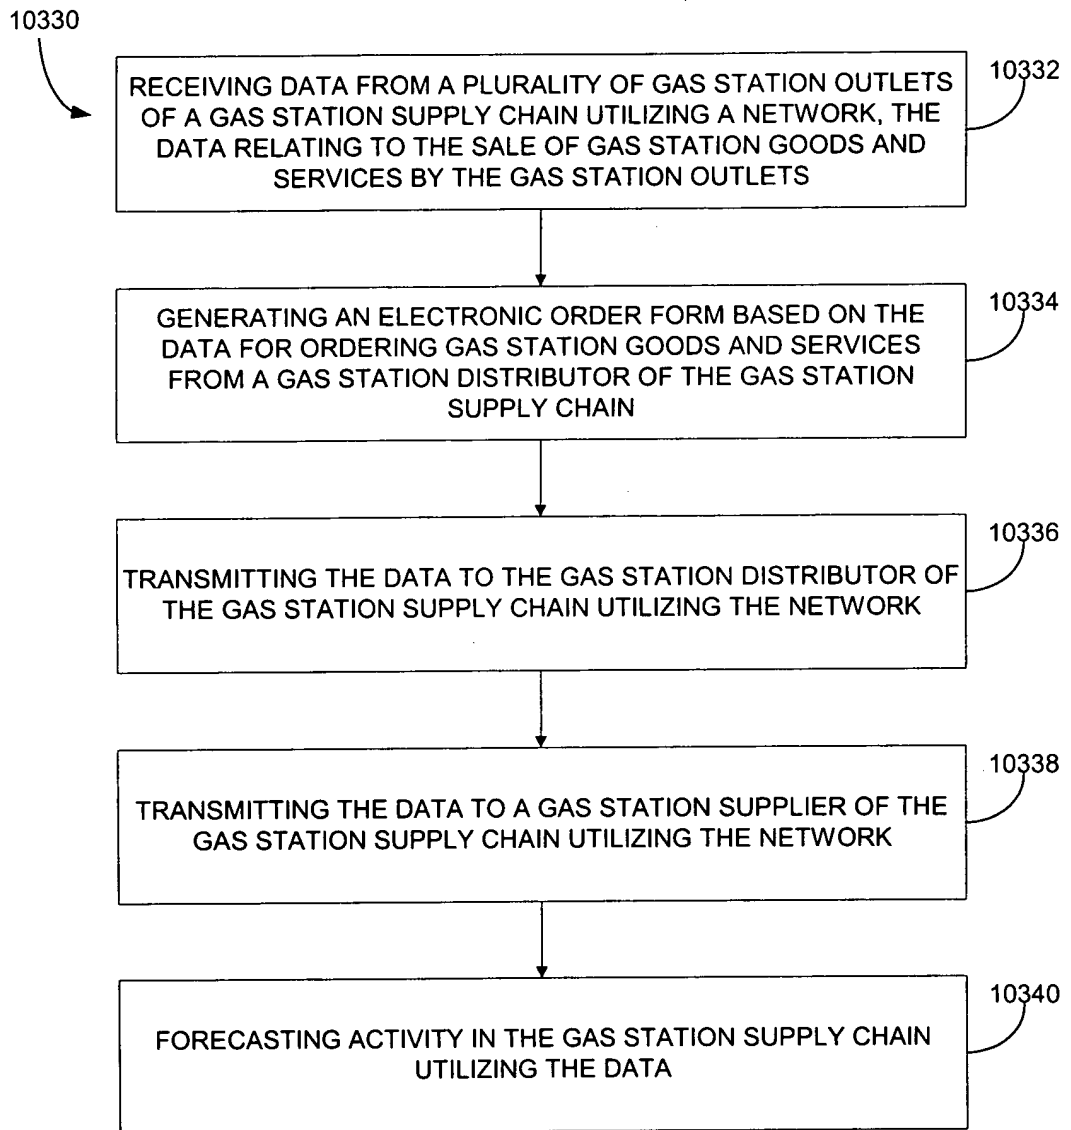 10330
10332
RECEIVING DATA FROM A PLURALITY OF GAS STATION OUTLETS
OF A GAS STATION SUPPLY CHAIN UTILIZING A NETWORK, THE
DATA RELATING TO THE SALE OF GAS STATION GOODS AND
SERVICES BY THE GAS STATION OUTLETS
10334
GENERATING AN ELECTRONIC ORDER FORM BASED ON THE
DATA FOR ORDERING GAS STATION GOODS AND SERVICES
FROM A GAS STATION DISTRIBUTOR OF THE GAS STATION
SUPPLY CHAIN
10336
TRANSMITTING THE DATA TO THE GAS STATION DISTRIBUTOR OF
THE GAS STATION SUPPLY CHAIN UTILIZING THE NETWORK
10338
TRANSMITTING THE DATA TO A GAS STATION SUPPLIER OF THE
GAS STATION SUPPLY CHAIN UTILIZING THE NETWORK
10340
FORECASTING ACTIVITY IN THE GAS STATION SUPPLY CHAIN
UTILIZING THE DATA